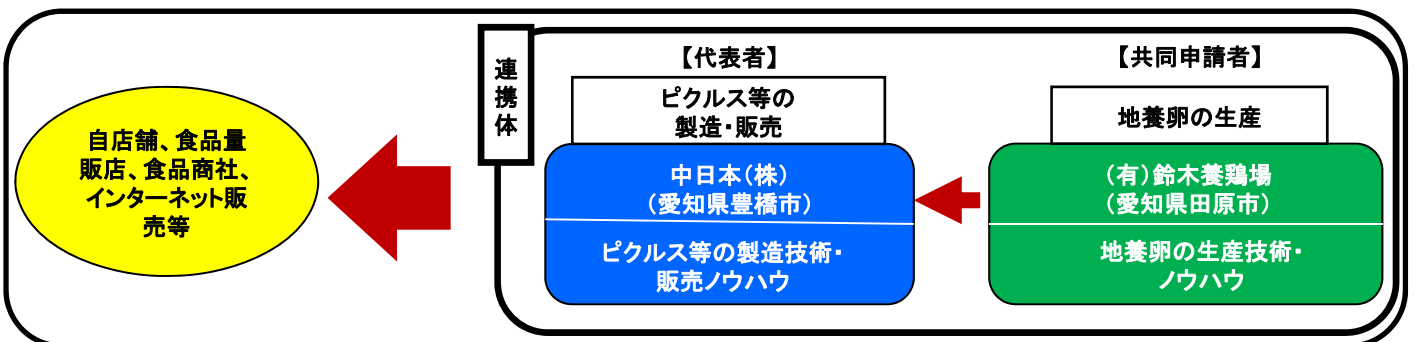 連
携
体
【代表者】
ピクルス等の
製造・販売
中日本(株)
(愛知県豊橋市)
ピクルス等の製造技術・
販売ノウハウ
【共同申請者】
地養卵の生産
(有)鈴木養鶏場
(愛知県田原市)
地養卵の生産技術・
ノウハウ
自店舗、食品量
販店、食品商社、
インターネット販
売等